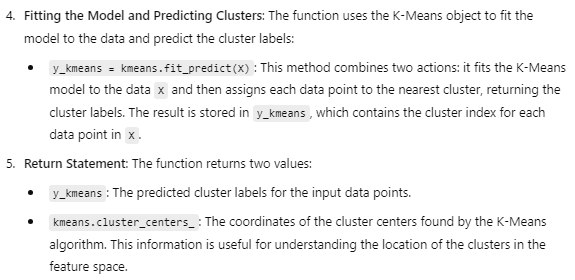 4. Fitting the Model and Predicting Clusters: The function uses the K-Means object to fit the
model to the data and predict the cluster labels:
• y_kmeans = kmeans.fit_predict(X) : This method combines two actions: it fits the K-Means
model to the data X and then assigns each data point to the nearest cluster, returning the
cluster labels. The result is stored in y_kmeans , which contains the cluster index for each
data point in X .
5. Return Statement: The function returns two values:
• y_kmeans : The predicted cluster labels for the input data points.
• kmeans.cluster_centers_ : The coordinates of the cluster centers found by the K-Means
algorithm. This information is useful for understanding the location of the clusters in the
feature space.